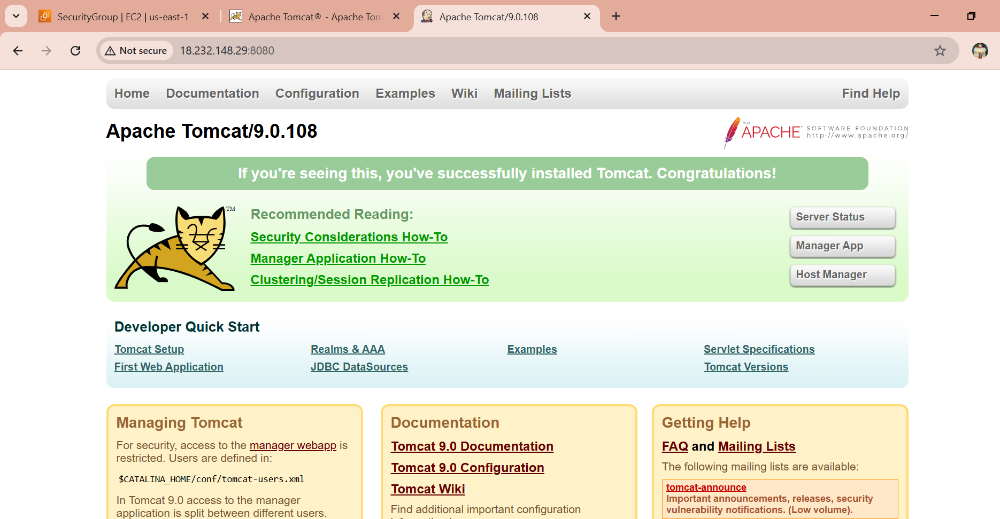 SecurityGroup | EC2 | us-east-1
Apache Tomcat® - Apache Tom
Apache Tomcat/9.0.108
Not secure
18.232.148.29:8080
Home
Documentation
Configuration
Examples
Wiki
Mailing Lists
Find Help
Apache Tomcat/9.0.108
THE
APACHE®
SOFTWARE FOUNDATION
http://www.apache.org/
If you're seeing this, you've successfully installed Tomcat. Congratulations!
TM
Recommended Reading:
Security Considerations How-To
Manager Application How-To
Clustering/Session Replication How-To
Server Status
Manager App
Host Manager
Developer Quick Start
Tomcat Setup
First Web Application
Realms & AAA
JDBC DataSources
Examples
Servlet Specifications
Tomcat Versions
Managing Tomcat
For security, access to the manager webapp is
restricted. Users are defined in:
$CATALINA_HOME/conf/tomcat-users.xml
In Tomcat 9.0 access to the manager
application is split between different users.
Documentation
Tomcat 9.0 Documentation
Tomcat 9.0 Configuration
Tomcat Wiki
Find additional important configuration
Getting Help
FAQ and Mailing Lists
The following mailing lists are available:
tomcat-announce
Important announcements, releases, security
vulnerability notifications. (Low volume).